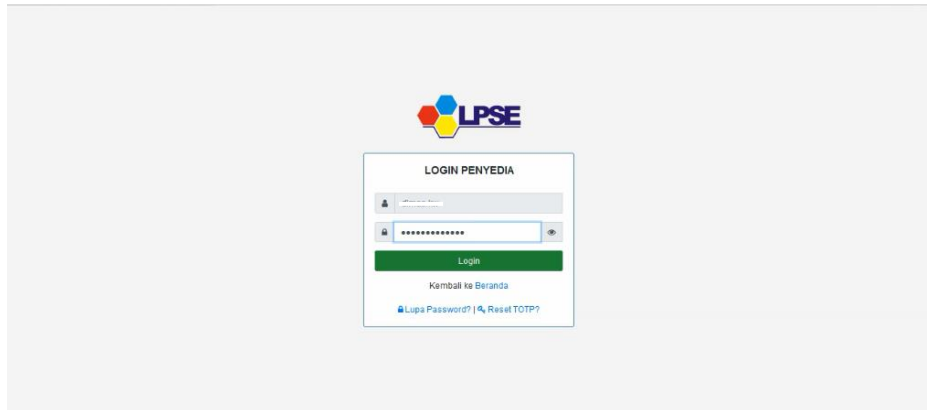 LPSE
LOGIN PENYEDIA
•••••••••••••
Login
Kembali ke Beranda
Lupa Password? | Reset TOTP?